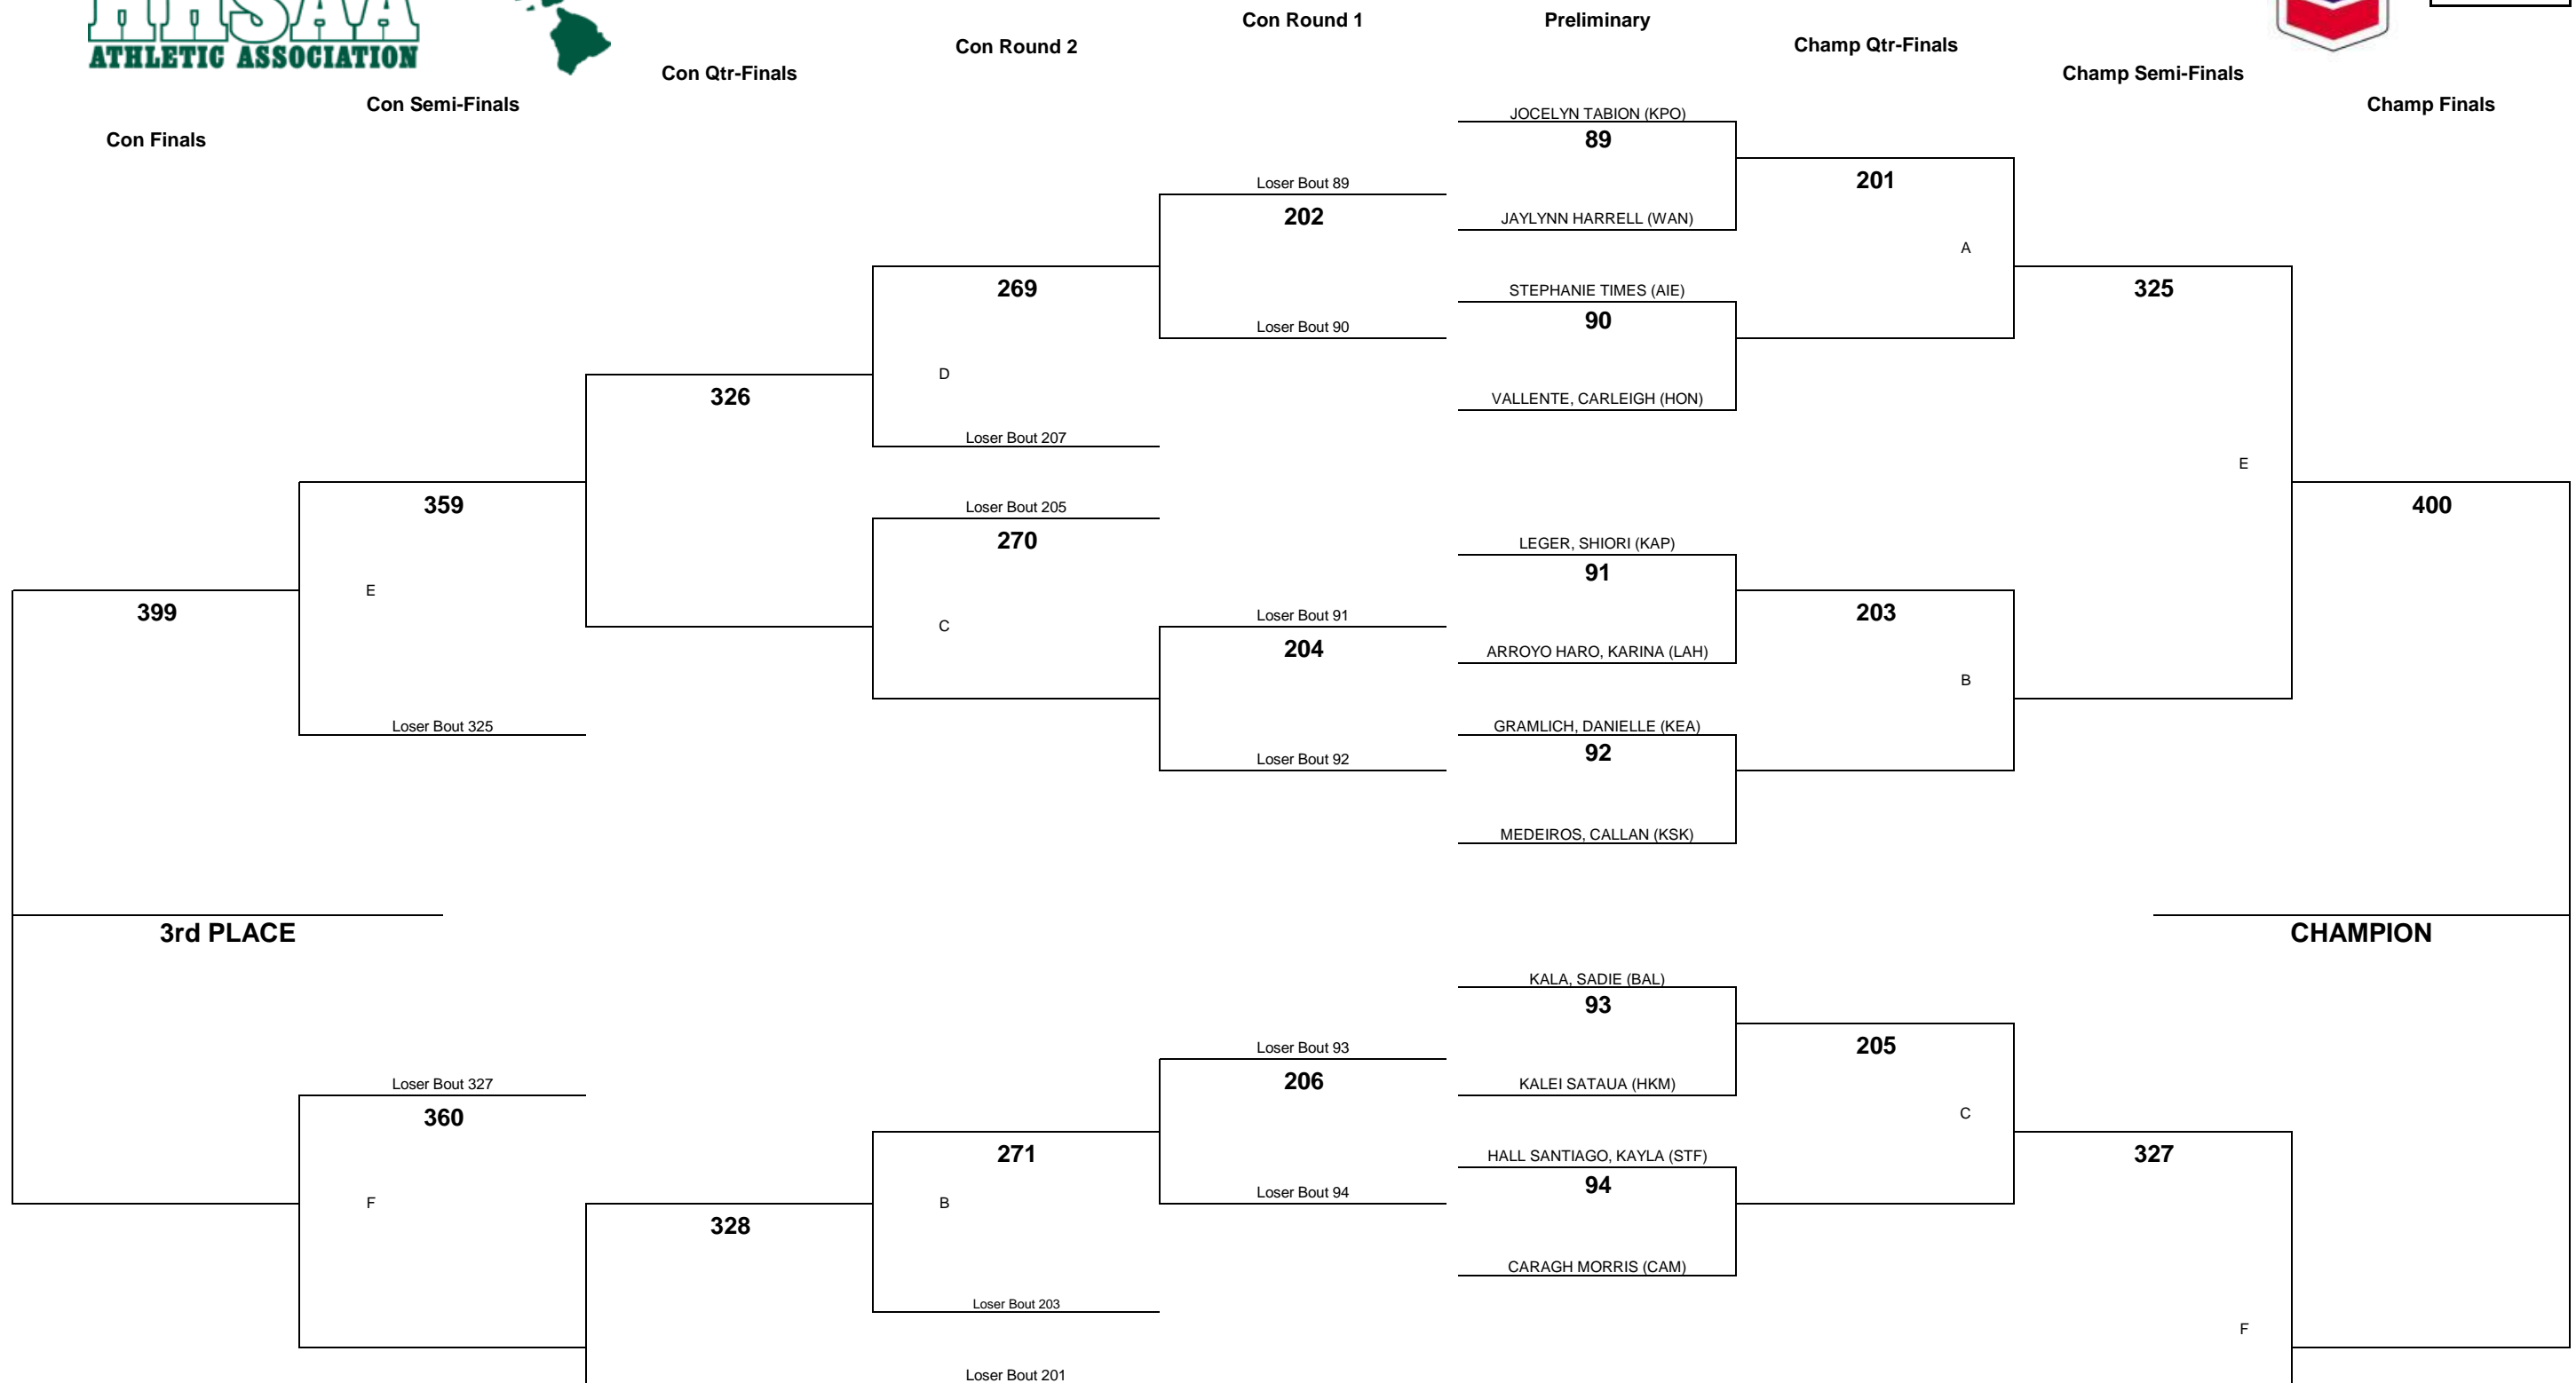 HHSAA
ATHLETIC ASSOCIATION
Con Round 1
Preliminary
Con Round 2
Champ Qtr-Finals
Con Qtr-Finals
Champ Semi-Finals
Con Semi-Finals
Champ Finals
Con Finals
JOCELYN TABION (KPO)
89
JAYLYNN HARRELL (WAN)
STEPHANIE TIMES (AIE)
90
VALLENTE, CARLEIGH (HON)
LEGER, SHIORI (KAP)
91
ARROYO HARO, KARINA (LAH)
GRAMLICH, DANIELLE (KEA)
92
MEDEIROS, CALLAN (KSK)
KALA, SADIE (BAL)
93
KALEI SATAUA (HKM)
HALL SANTIAGO, KAYLA (STF)
94
CARAGH MORRIS (CAM)
201
A
203
B
205
C
325
E
327
F
400
CHAMPION
Loser Bout 89
202
Loser Bout 90
Loser Bout 91
204
Loser Bout 92
Loser Bout 93
206
Loser Bout 94
269
D
Loser Bout 207
Loser Bout 205
270
C
271
B
Loser Bout 203
Loser Bout 201
326
328
359
E
Loser Bout 325
Loser Bout 327
360
F
399
3rd PLACE